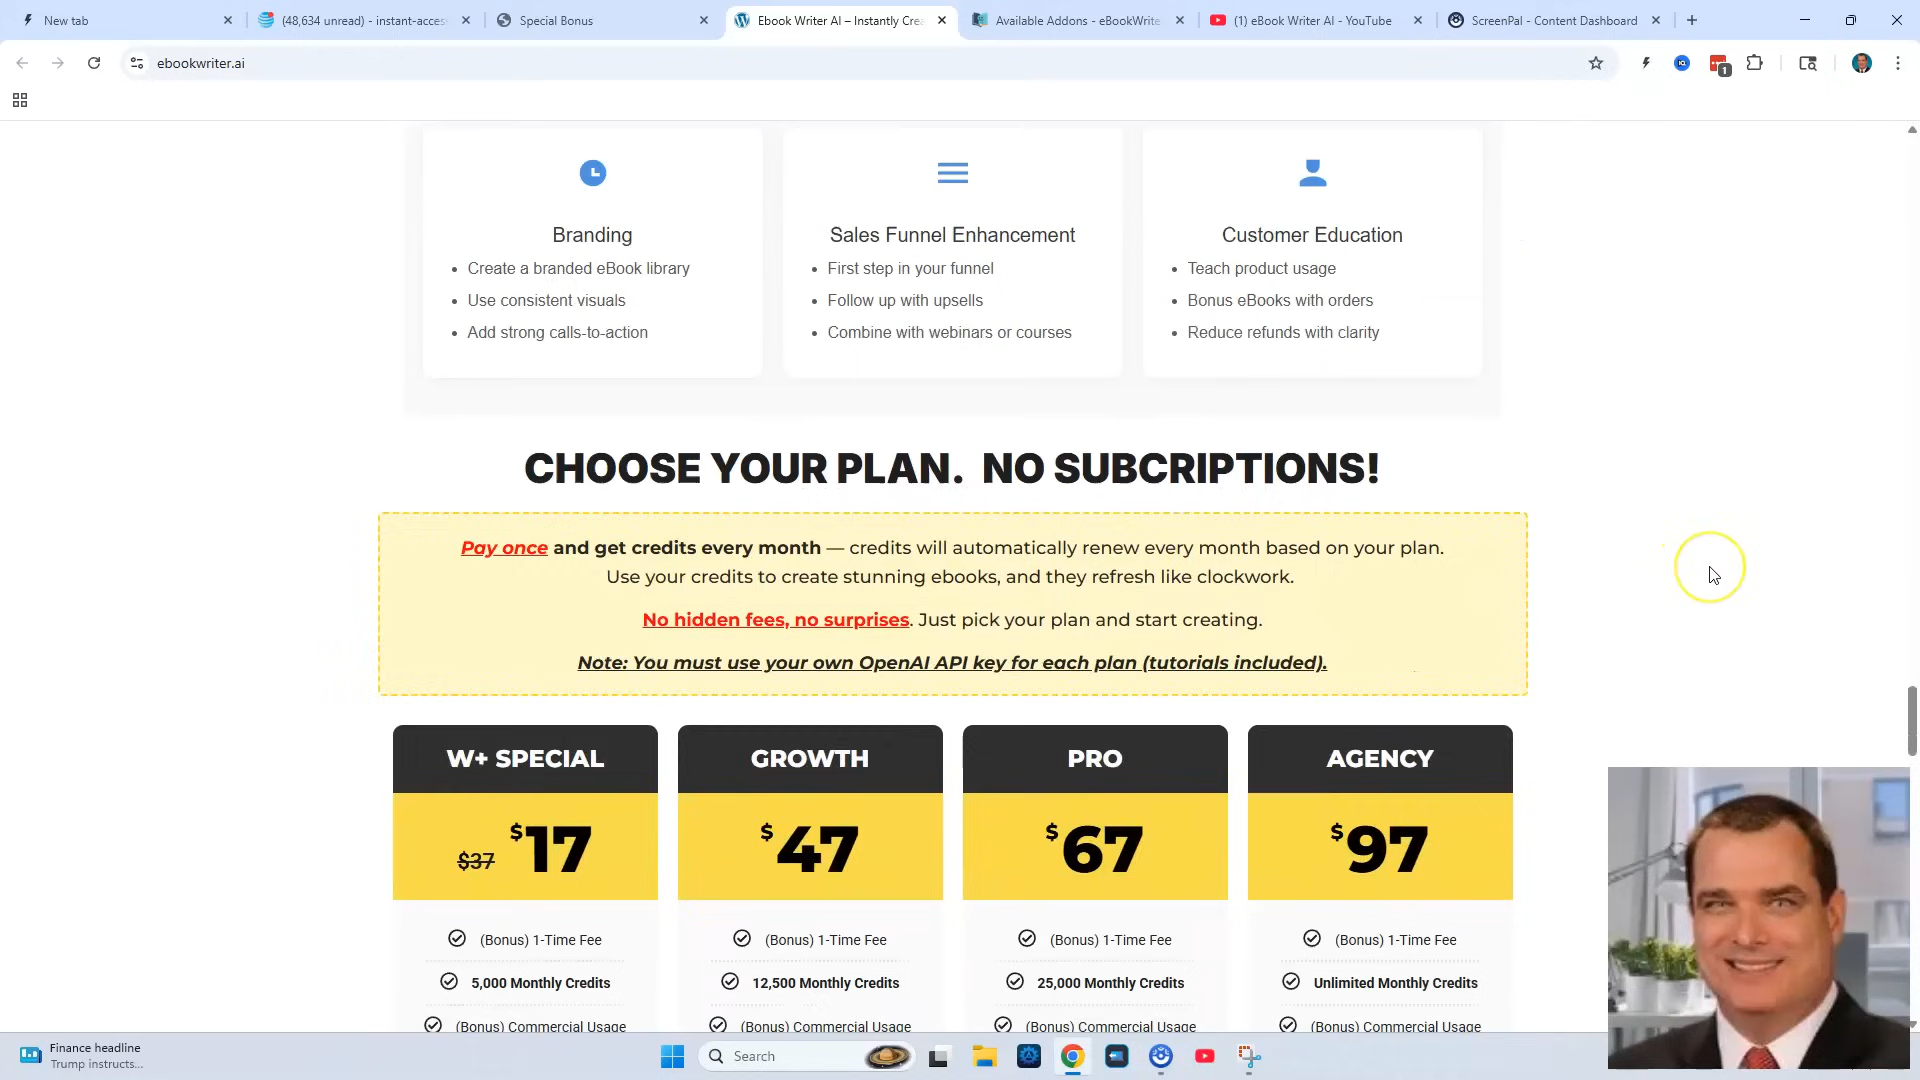 New tab
(48,634 unread) - instant-acces
Special Bonus
Ebook Writer AI – Instantly Crea
Available Addons - eBookWrite
(1) eBook Writer AI - YouTube
ScreenPal - Content Dashboard
ebookwriter.ai
1
Branding
Create a branded eBook library
Use consistent visuals
Add strong calls-to-action
Sales Funnel Enhancement
First step in your funnel
Follow up with upsells
Combine with webinars or courses
Customer Education
Teach product usage
Bonus eBooks with orders
Reduce refunds with clarity
CHOOSE YOUR PLAN. NO SUBCRIPTIONS!
Pay once and get credits every month — credits will automatically renew every month based on your plan.
Use your credits to create stunning ebooks, and they refresh like clockwork.
No hidden fees, no surprises. Just pick your plan and start creating.
Note: You must use your own OpenAI API key for each plan (tutorials included).
W+ SPECIAL
$37 $17
(Bonus) 1-Time Fee
5,000 Monthly Credits
(Bonus) Commercial Usage
GROWTH
$47
(Bonus) 1-Time Fee
12,500 Monthly Credits
(Bonus) Commercial Usage
PRO
$67
(Bonus) 1-Time Fee
25,000 Monthly Credits
(Bonus) Commercial Usage
AGENCY
$97
(Bonus) 1-Time Fee
Unlimited Monthly Credits
(Bonus) Commercial Usage
Finance headline
Trump instructs...
Search